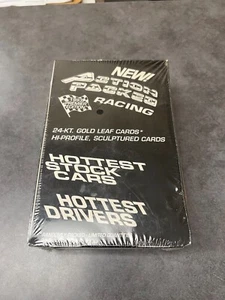 NEW!
ACTION
PACKED
RACING
24-KT. GOLD LEAF CARDS*
HI-PROFILE, SCULPTURED CARDS
HOTTEST
STOCK
CARS
HOTTEST
DRIVERS